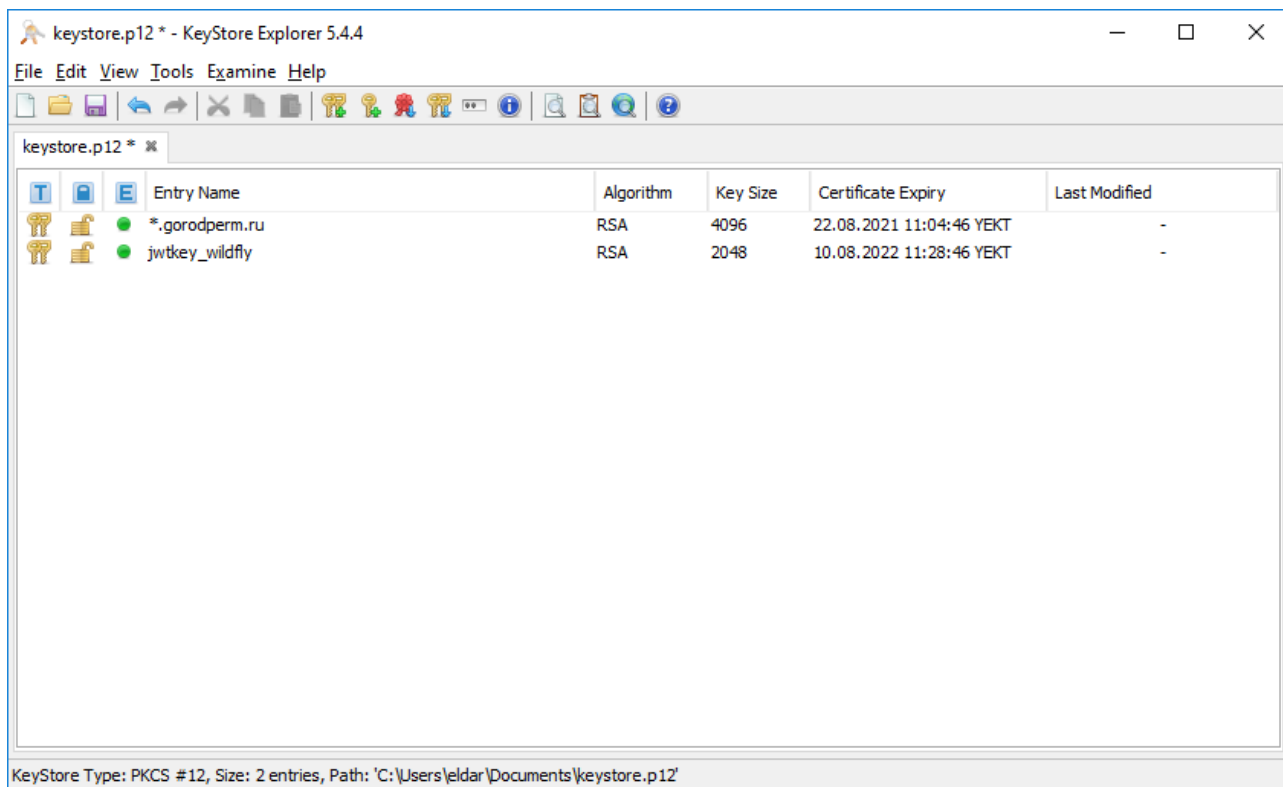 keystore.p12 * - KeyStore Explorer 5.4.4
File Edit View Tools Examine Help
keystore.p12 *
T E Entry Name Algorithm Key Size Certificate Expiry Last Modified
*.gorodperm.ru RSA 4096 22.08.2021 11:04:46 YEKT -
jwtkey_wildfly RSA 2048 10.08.2022 11:28:46 YEKT -
KeyStore Type: PKCS #12, Size: 2 entries, Path: 'C:\Users\eldar\Documents\keystore.p12'